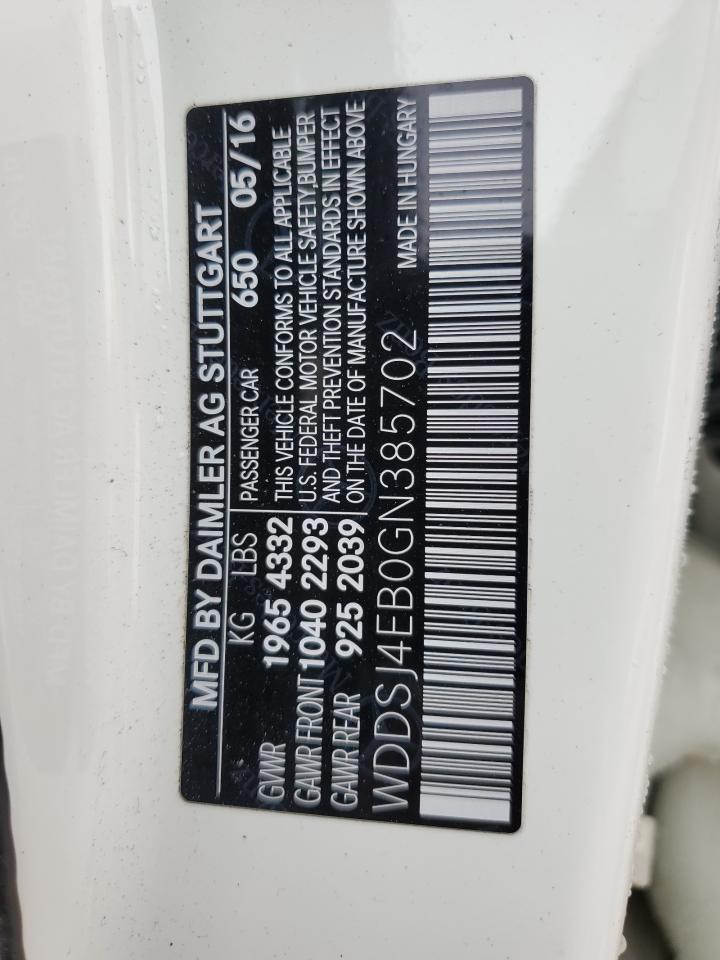 MFD BY DAIMLER AG STUTTGART
KG LBS PASSENGER CAR 650 05/16
GVWR 1965 4332 THIS VEHICLE CONFORMS TO ALL APPLICABLE
GAWR FRONT 1040 2293 U.S. FEDERAL MOTOR VEHICLE SAFETY,BUMPER
GAWR REAR 925 2039 AND THEFT PREVENTION STANDARDS IN EFFECT
ON THE DATE OF MANUFACTURE SHOWN ABOVE
WDDSJ4EB0GN385702 MADE IN HUNGARY